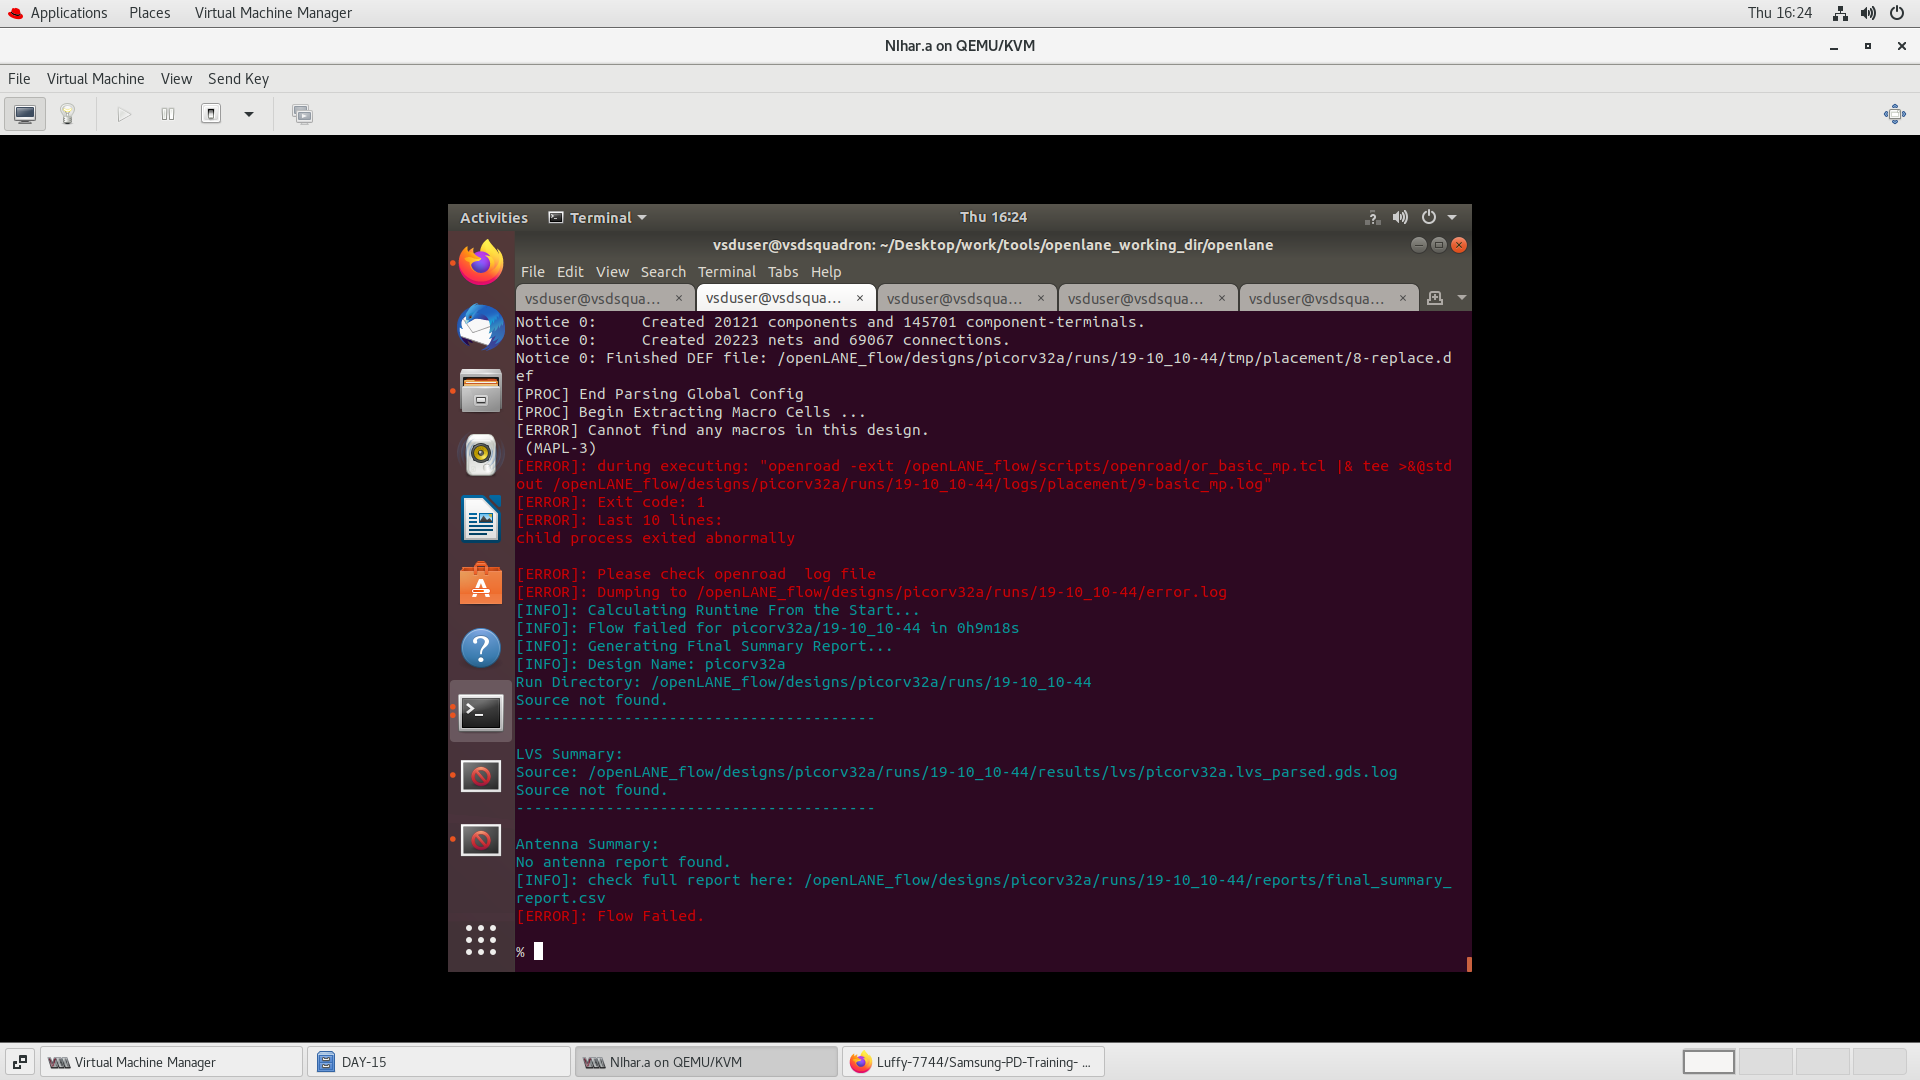 Applications Places Virtual Machine Manager Thu 16:24
NIhar.a on QEMU/KVM
File Virtual Machine View Send Key
Activities Terminal Thu 16:24
vsduser@vsdsquadron: ~/Desktop/work/tools/openlane_working_dir/openlane
File Edit View Search Terminal Tabs Help
vsduser@vsdsqua... × vsduser@vsdsqua... × vsduser@vsdsqua... × vsduser@vsdsqua... × vsduser@vsdsqua... ×
Notice 0:     Created 20121 components and 145701 component-terminals.
Notice 0:     Created 20223 nets and 69067 connections.
Notice 0: Finished DEF file: /openLANE_flow/designs/picorv32a/runs/19-10_10-44/tmp/placement/8-replace.d
ef
[PROC] End Parsing Global Config
[PROC] Begin Extracting Macro Cells ...
[ERROR] Cannot find any macros in this design.
 (MAPL-3)
[ERROR]: during executing: "openroad -exit /openLANE_flow/scripts/openroad/or_basic_mp.tcl |& tee >&@std
out /openLANE_flow/designs/picorv32a/runs/19-10_10-44/logs/placement/9-basic_mp.log"
[ERROR]: Exit code: 1
[ERROR]: Last 10 lines:
child process exited abnormally
[ERROR]: Please check openroad  log file
[ERROR]: Dumping to /openLANE_flow/designs/picorv32a/runs/19-10_10-44/error.log
[INFO]: Calculating Runtime From the Start...
[INFO]: Flow failed for picorv32a/19-10_10-44 in 0h9m18s
[INFO]: Generating Final Summary Report...
[INFO]: Design Name: picorv32a
Run Directory: /openLANE_flow/designs/picorv32a/runs/19-10_10-44
Source not found.
----------------------------------------
LVS Summary:
Source: /openLANE_flow/designs/picorv32a/runs/19-10_10-44/results/lvs/picorv32a.lvs_parsed.gds.log
Source not found.
----------------------------------------
Antenna Summary:
No antenna report found.
[INFO]: check full report here: /openLANE_flow/designs/picorv32a/runs/19-10_10-44/reports/final_summary_
report.csv
[ERROR]: Flow Failed.
%
Virtual Machine Manager DAY-15 NIhar.a on QEMU/KVM Luffy-7744/Samsung-PD-Training- ...